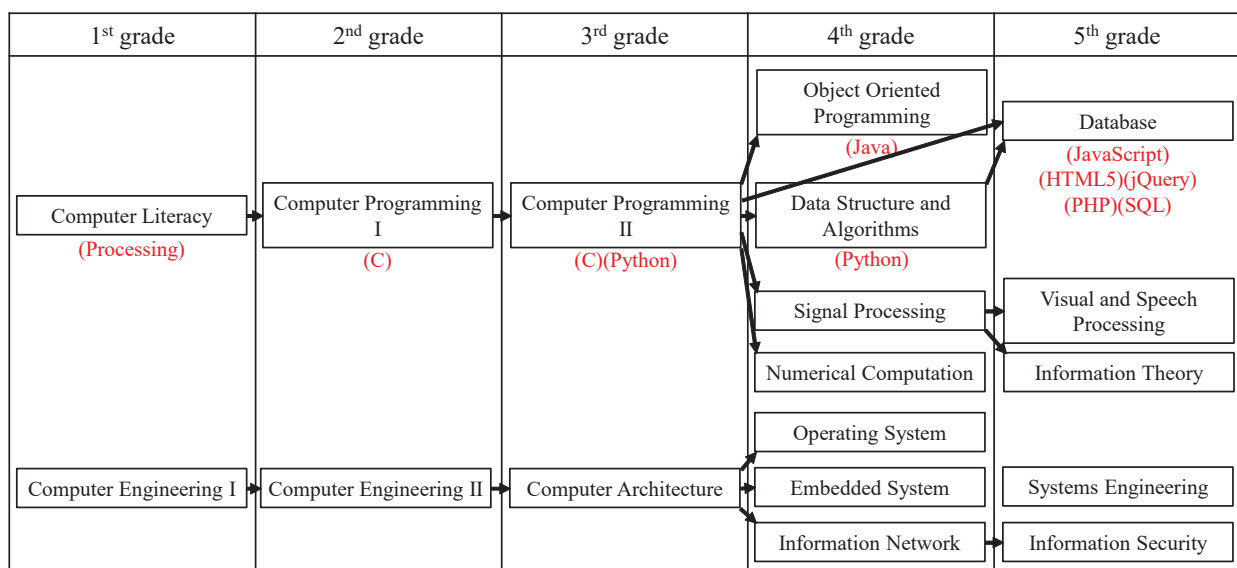 1st grade
2nd grade
3rd grade
4th grade
5th grade
Computer Literacy
(Processing)
Computer Engineering I
Computer Programming
I
(C)
Computer Engineering II
Computer Programming
II
(C)(Python)
Computer Architecture
Object Oriented
Programming
(Java)
Data Structure and
Algorithms
(Python)
Signal Processing
Numerical Computation
Operating System
Embedded System
Information Network
Database
(JavaScript)
(HTML5)(jQuery)
(PHP)(SQL)
Visual and Speech
Processing
Information Theory
Systems Engineering
Information Security